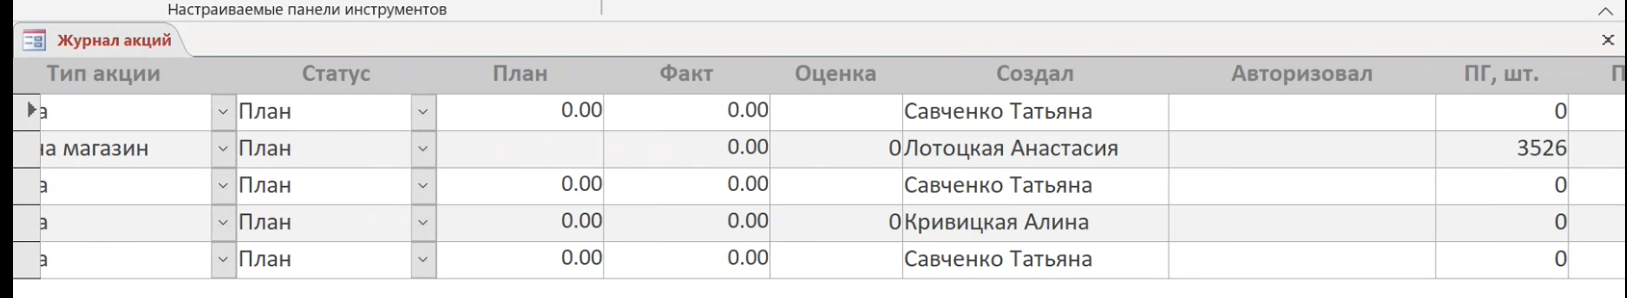 Настраиваемые панели инструментов
Журнал акций
Тип акции Статус План Факт Оценка Создал Авторизовал ПГ, шт. П
а План 0.00 0.00 Савченко Татьяна 0
на магазин План 0.00 0 Лотоцкая Анастасия 3526
а План 0.00 0.00 Савченко Татьяна 0
а План 0.00 0.00 0 Кривицкая Алина 0
а План 0.00 0.00 Савченко Татьяна 0